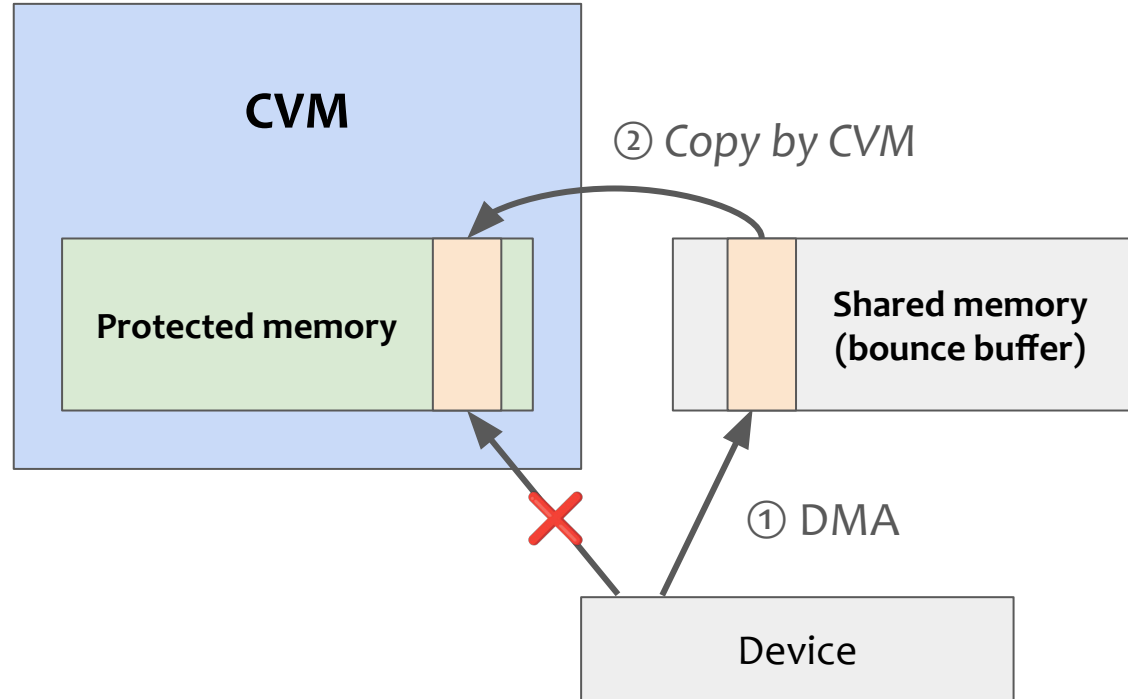 CVM
② Copy by CVM
Protected memory
Shared memory
(bounce buffer)
① DMA
Device